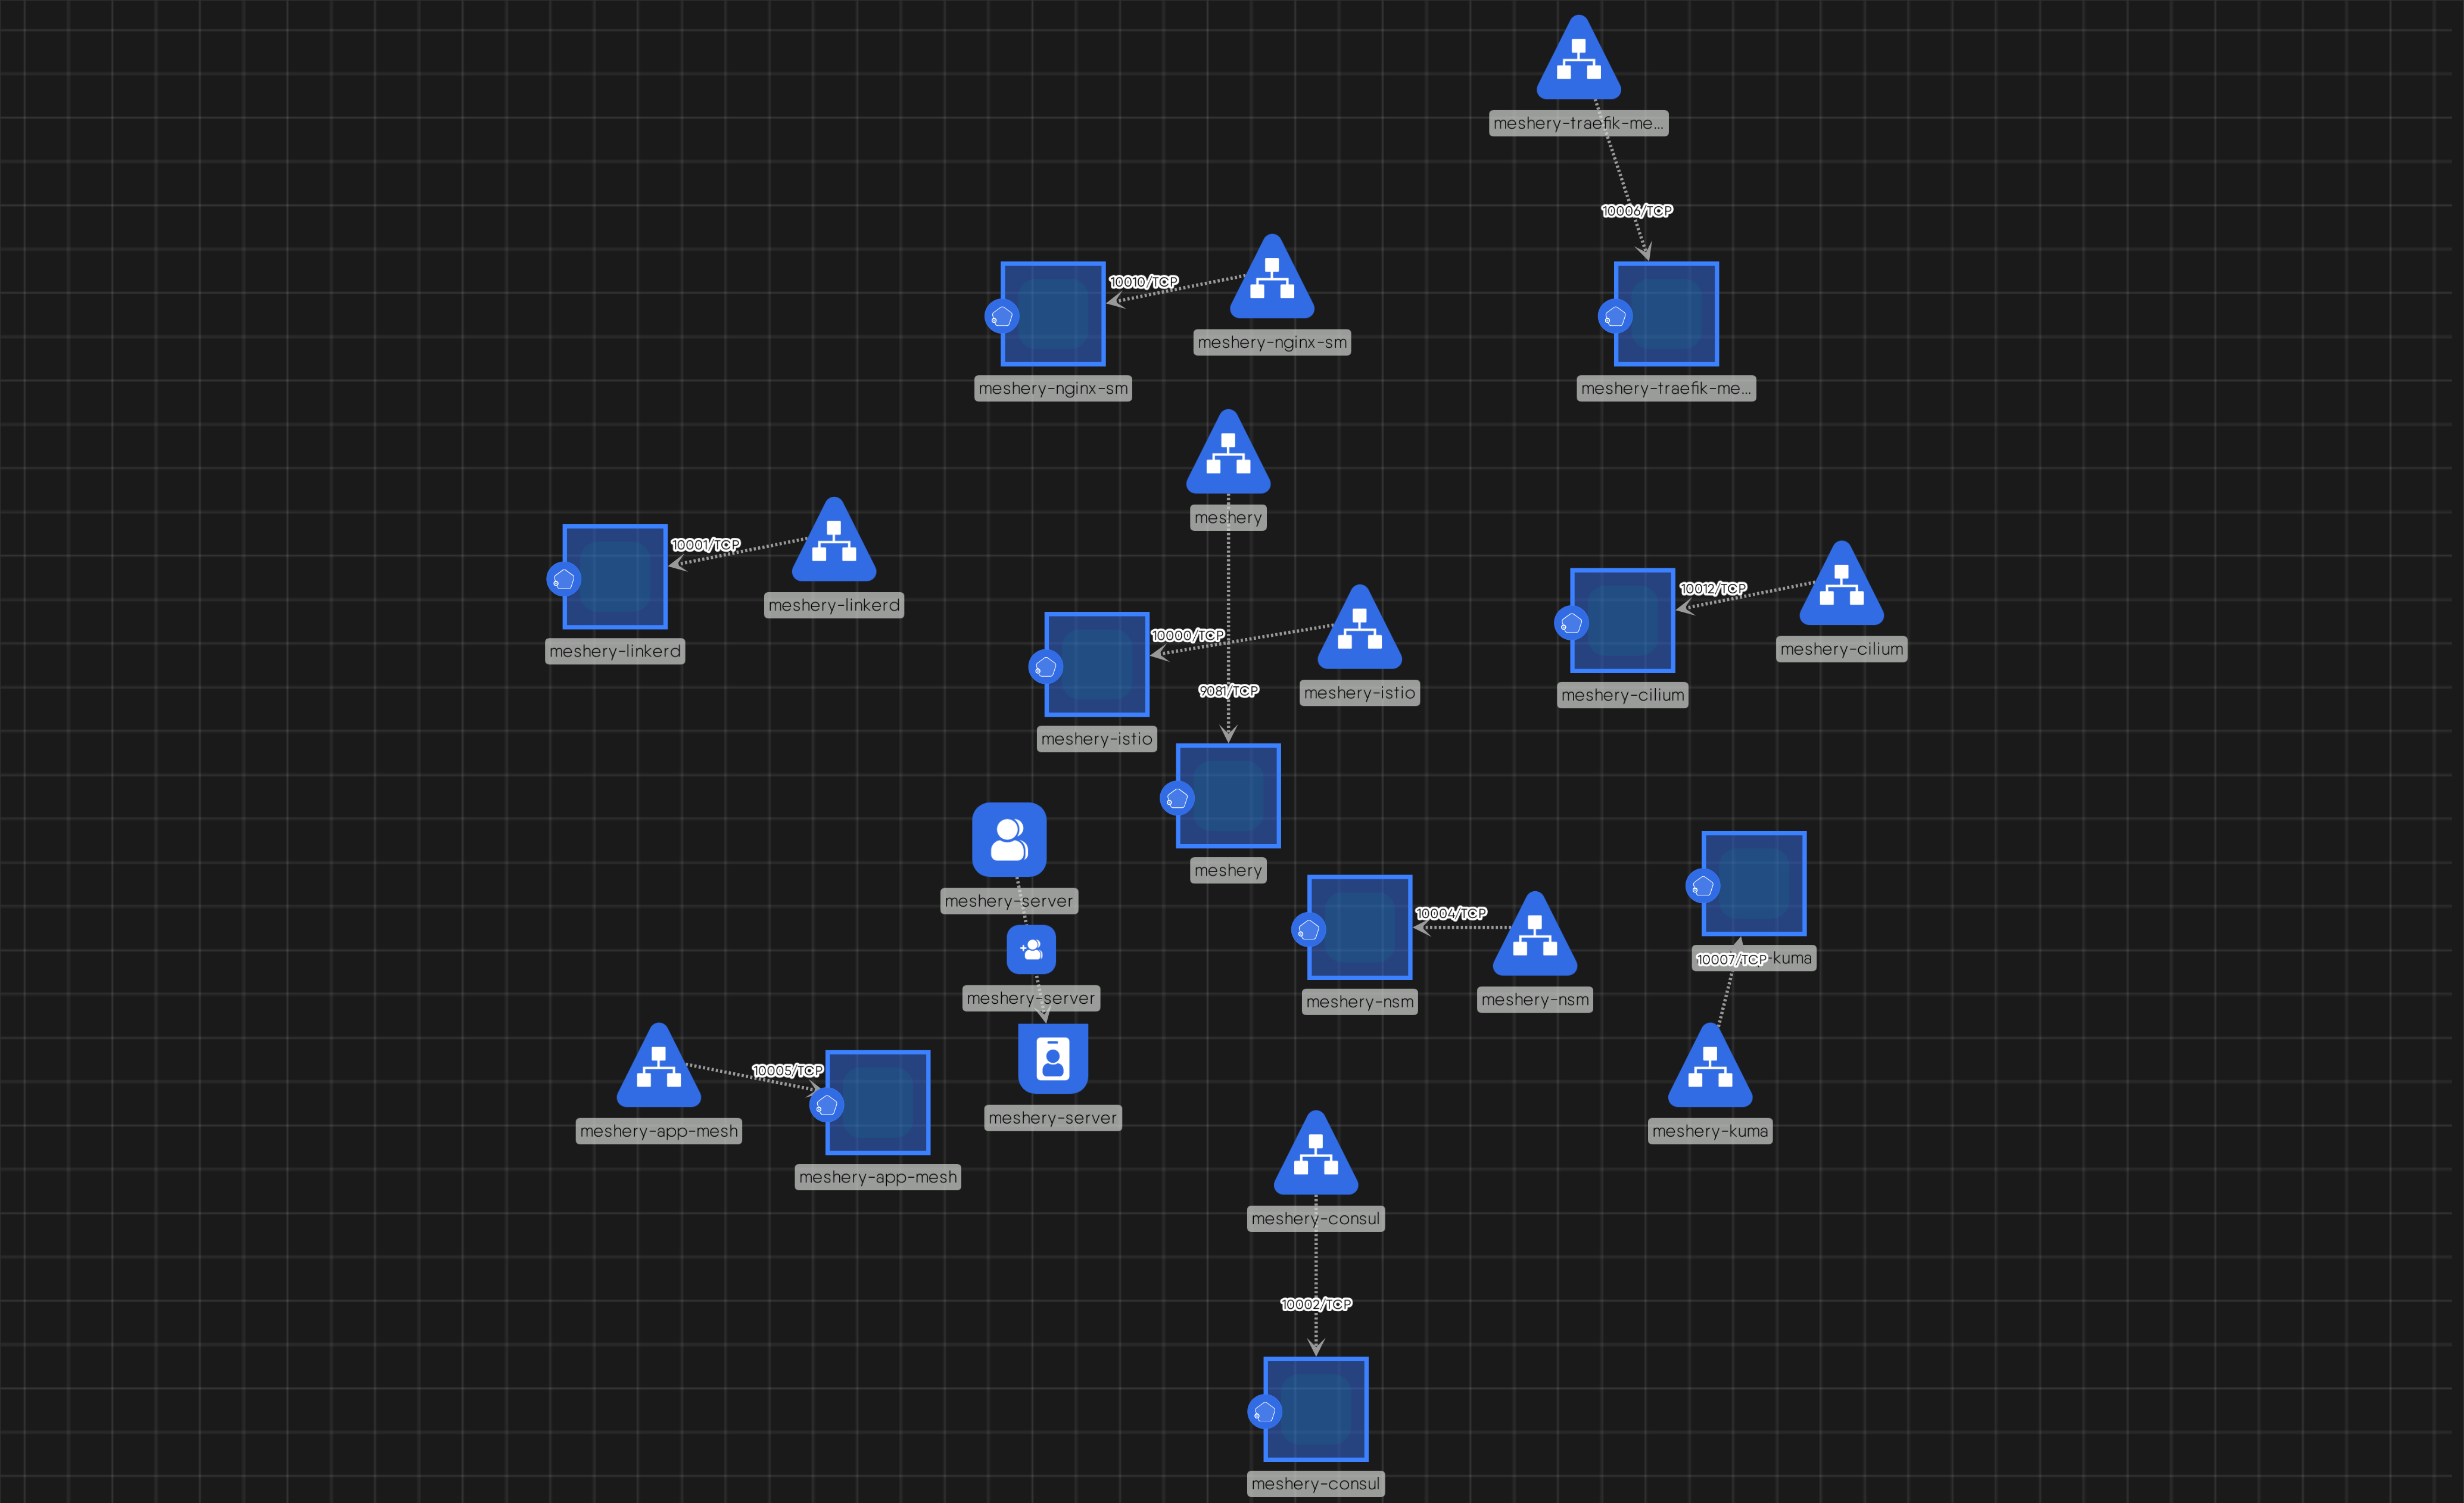 meshery-traefik-me...
10006/TCP
10010/TCP
meshery-nginx-sm
meshery-nginx-sm
meshery-traefik-me...
meshery
10001/TCP
meshery-linkerd
meshery-linkerd
10012/TCP
meshery-cilium
meshery-cilium
10000/TCP
meshery-istio
meshery-istio
9081/TCP
meshery
meshery-server
meshery-server
meshery-server
10004/TCP
meshery-nsm
meshery-nsm
10007/TCP
-kuma
meshery-kuma
10005/TCP
meshery-app-mesh
meshery-app-mesh
meshery-consul
10002/TCP
meshery-consul